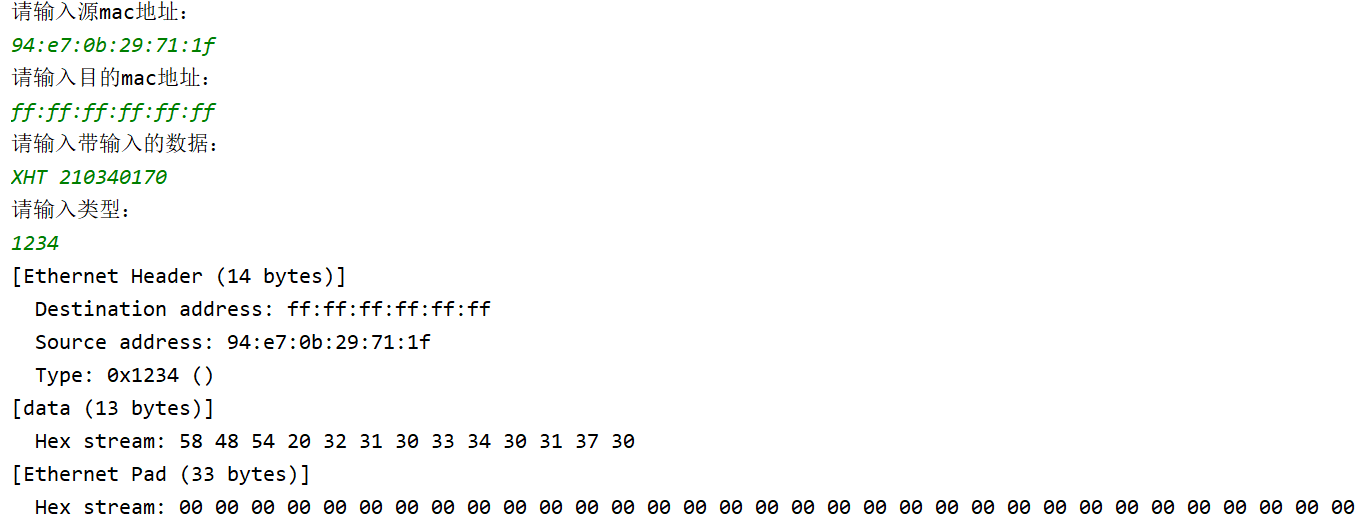 请输入源mac地址：
94:e7:0b:29:71:1f
请输入目的mac地址：
ff:ff:ff:ff:ff:ff
请输入带输入的数据：
XHT 210340170
请输入类型：
1234
[Ethernet Header (14 bytes)]
Destination address: ff:ff:ff:ff:ff:ff
Source address: 94:e7:0b:29:71:1f
Type: 0x1234 ()
[data (13 bytes)]
Hex stream: 58 48 54 20 32 31 30 33 34 30 31 37 30
[Ethernet Pad (33 bytes)]
Hex stream: 00 00 00 00 00 00 00 00 00 00 00 00 00 00 00 00 00 00 00 00 00 00 00 00 00 00 00 00 00 00 00 00 00